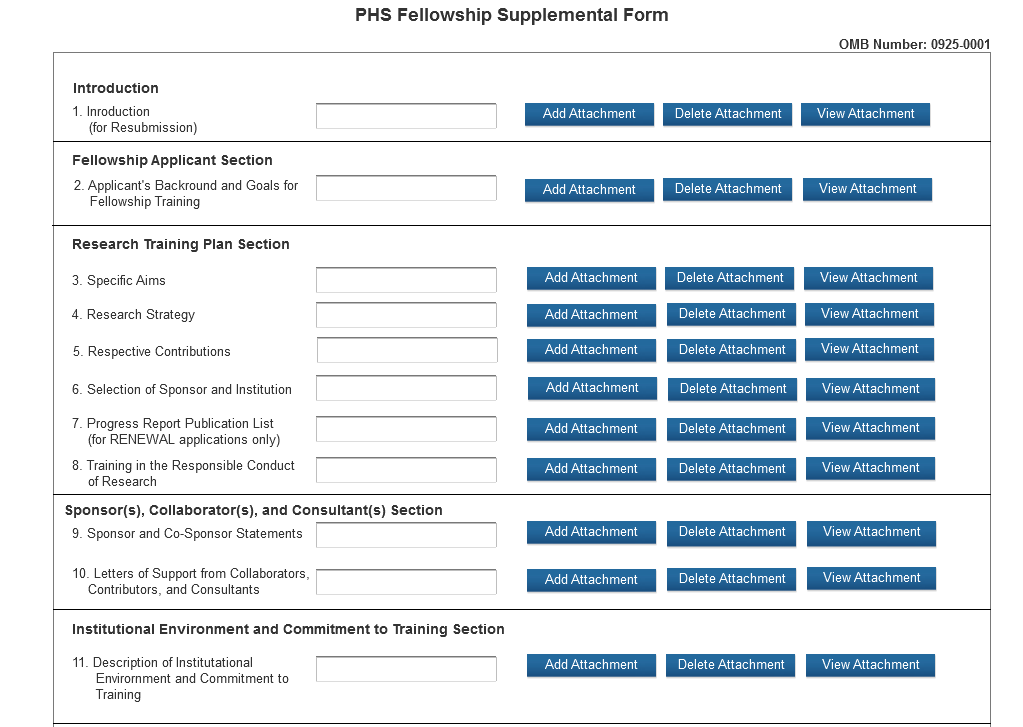 PHS Fellowship Supplemental Form
OMB Number: 0925-0001
Introduction
1. Inroduction Add Attachment Delete Attachment View Attachment
(for Resubmission)
Fellowship Applicant Section
2. Applicant's Backround and Goals for Add Attachment Delete Attachment View Attachment
Fellowship Training
Research Training Plan Section
3. Specific Aims Add Attachment Delete Attachment View Attachment
4. Research Strategy Add Attachment Delete Attachment View Attachment
5. Respective Contributions Add Attachment Delete Attachment View Attachment
6. Selection of Sponsor and Institution Add Attachment Delete Attachment View Attachment
7. Progress Report Publication List Add Attachment Delete Attachment View Attachment
(for RENEWAL applications only)
8. Training in the Responsible Conduct Add Attachment Delete Attachment View Attachment
of Research
Sponsor(s), Collaborator(s), and Consultant(s) Section
9. Sponsor and Co-Sponsor Statements Add Attachment Delete Attachment View Attachment
10. Letters of Support from Collaborators, Add Attachment Delete Attachment View Attachment
Contributors, and Consultants
Institutional Environment and Commitment to Training Section
11. Description of Institutational Add Attachment Delete Attachment View Attachment
Envirornment and Commitment to
Training